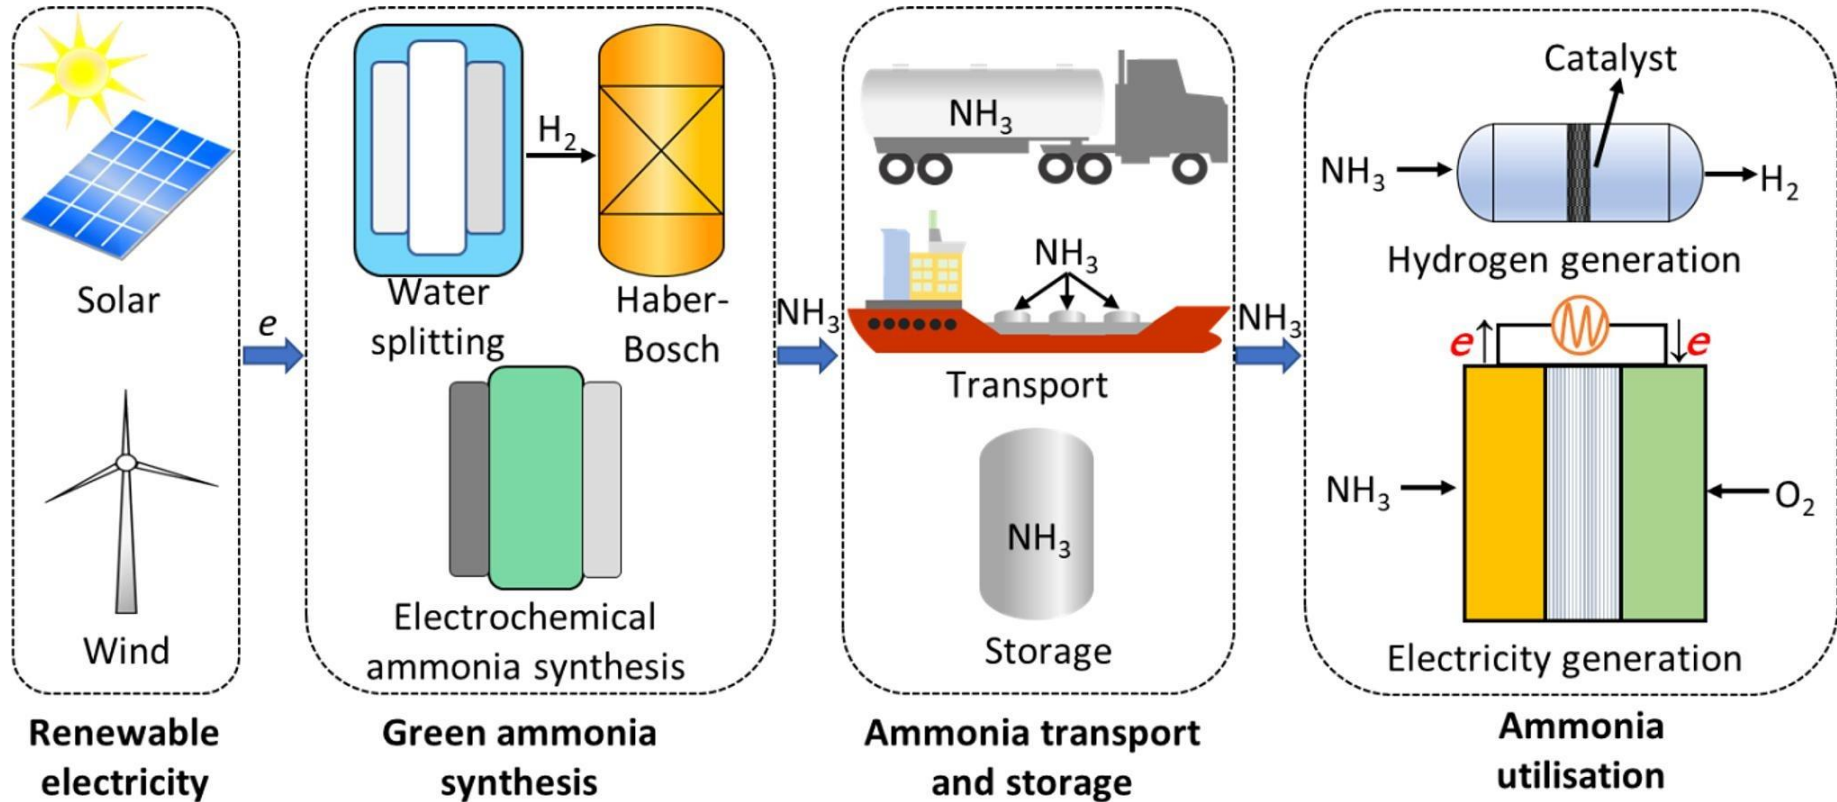 Solar
Wind
Renewable
electricity
e
H₂
Water
splitting
Haber-
Bosch
Electrochemical
ammonia synthesis
Green ammonia
synthesis
NH₃
NH₃
NH₃
Transport
NH₃
Storage
Ammonia transport
and storage
NH₃
Catalyst
NH₃
H₂
Hydrogen generation
e
e
NH₃
O₂
Electricity generation
Ammonia
utilisation